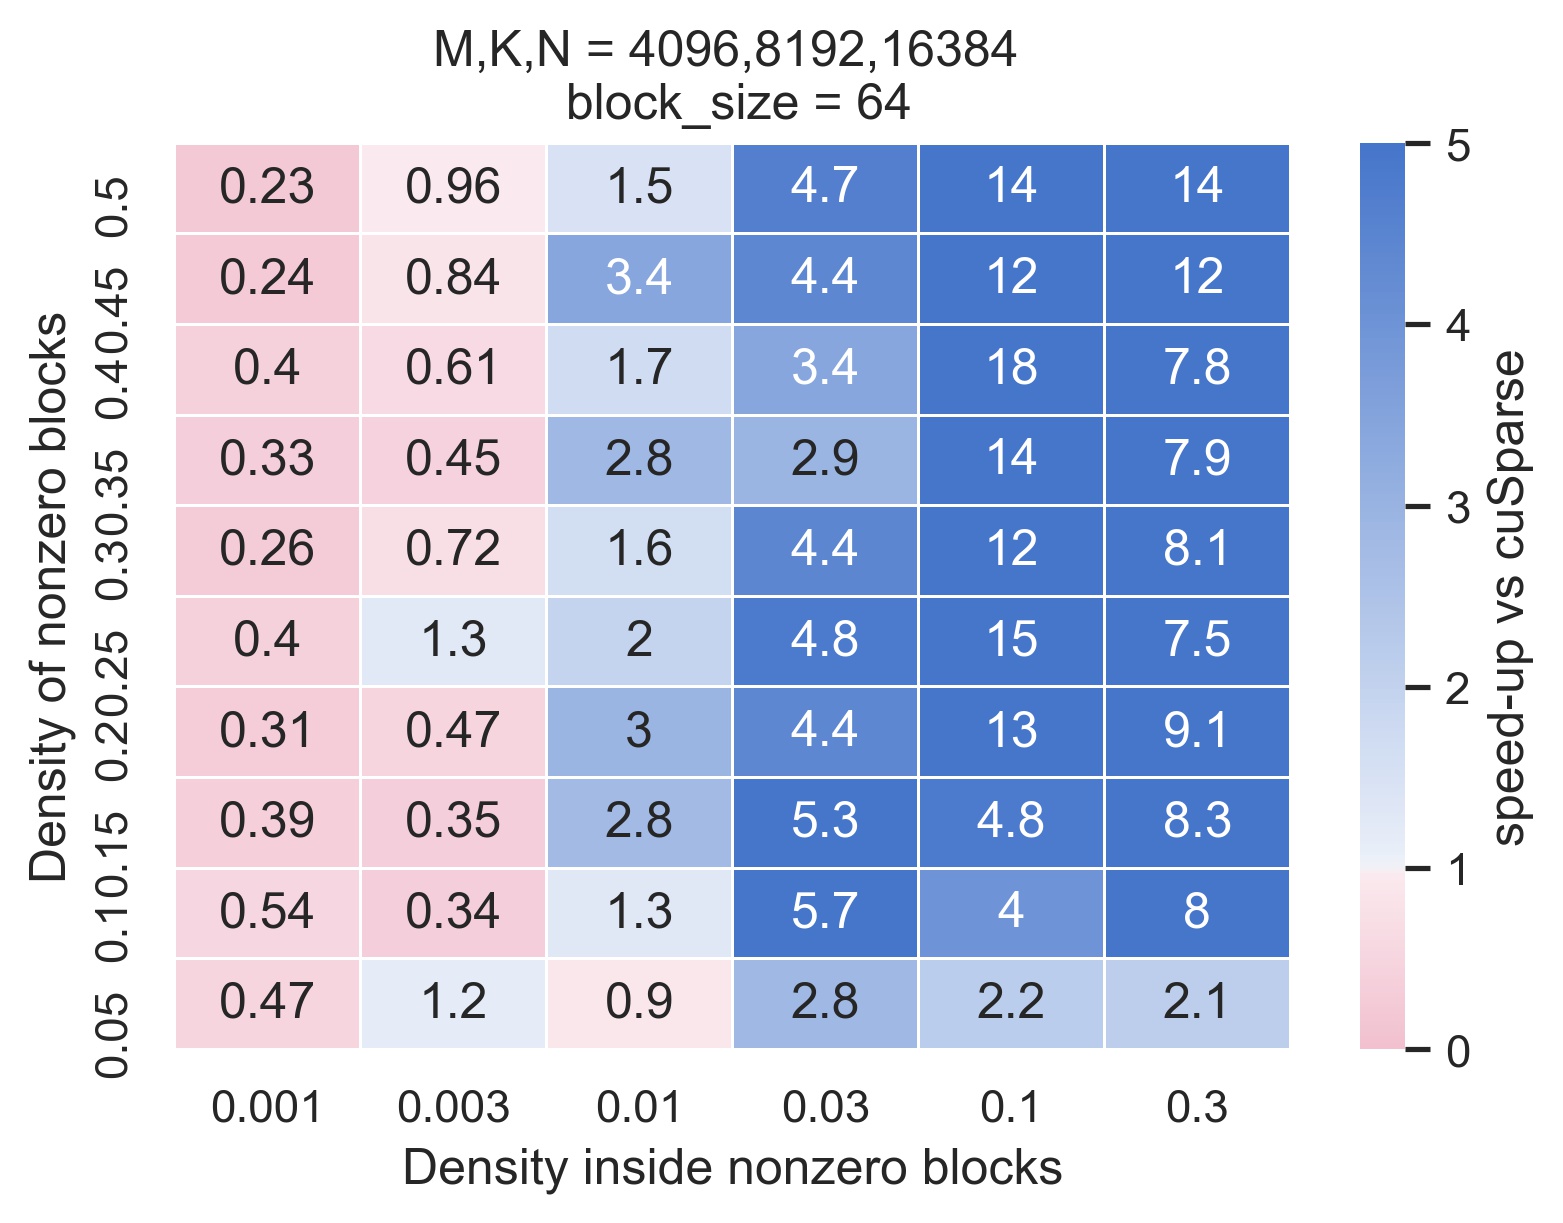 M,K,N = 4096,8192,16384
block_size = 64
Density of nonzero blocks
0.5 0.23 0.96 1.5 4.7 14 14
0.45 0.24 0.84 3.4 4.4 12 12
0.4 0.4 0.61 1.7 3.4 18 7.8
0.35 0.33 0.45 2.8 2.9 14 7.9
0.3 0.26 0.72 1.6 4.4 12 8.1
0.25 0.4 1.3 2 4.8 15 7.5
0.2 0.31 0.47 3 4.4 13 9.1
0.15 0.39 0.35 2.8 5.3 4.8 8.3
0.1 0.54 0.34 1.3 5.7 4 8
0.05 0.47 1.2 0.9 2.8 2.2 2.1
0.001 0.003 0.01 0.03 0.1 0.3
Density inside nonzero blocks
5
4
3
2
1
0
speed-up vs cuSparse